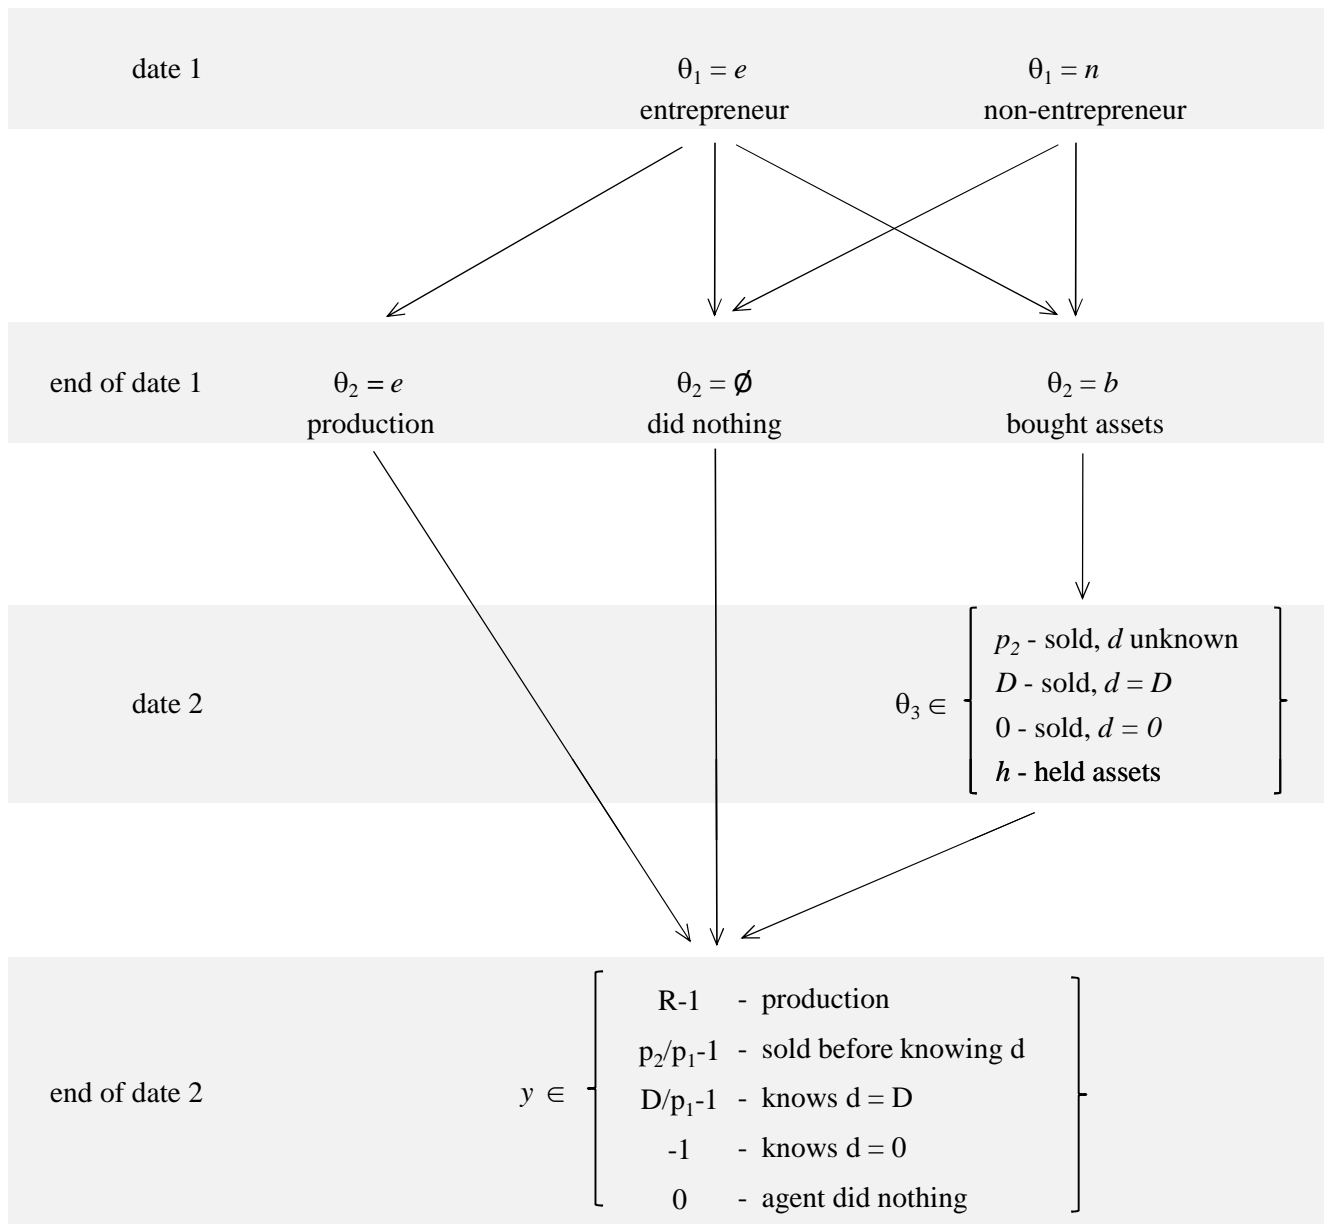 date 1
θ₁ = e
θ₁ = n
entrepreneur
non-entrepreneur
end of date 1
θ₂ = e
θ₂ = ∅
θ₂ = b
production
did nothing
bought assets
date 2
θ₃ ∈
p₂ - sold, d unknown
D - sold, d = D
0 - sold, d = 0
h - held assets
end of date 2
y ∈
R-1 - production
p₂/p₁-1 - sold before knowing d
D/p₁-1 - knows d = D
-1 - knows d = 0
0 - agent did nothing